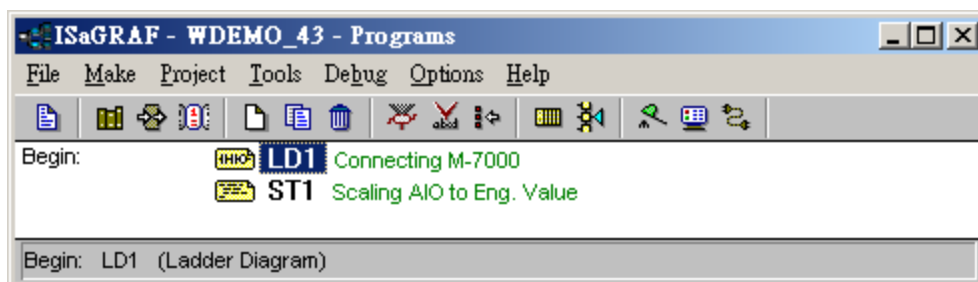 ISaGRAF - WDEMO_43 - Programs
File Make Project Tools Debug Options Help
Begin: LD1 Connecting M-7000
ST1 Scaling AIO to Eng. Value
Begin: LD1 (Ladder Diagram)